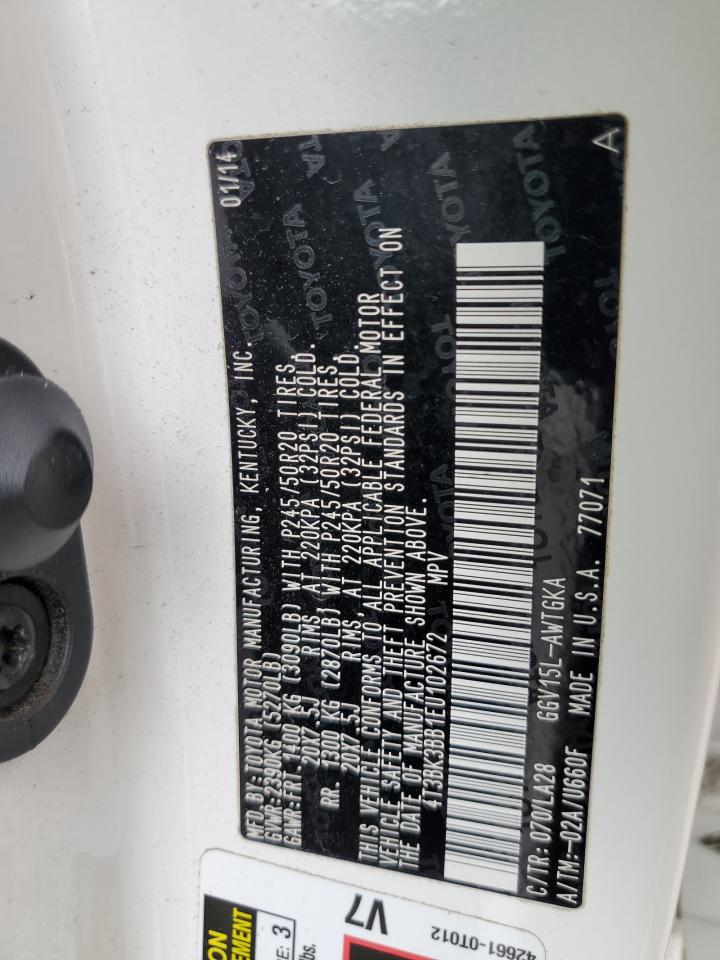 MFD BY: TOYOTA MOTOR MANUFACTURING, KENTUCKY, INC. 01/14
GVWR: 2390KG (5270LB)
GAWR: FRT 1400 KG (3090LB) WITH P245/50R20 TIRES,
20X7.5J RIMS, AT 220KPA (32PSI) COLD.
RR. 1300 KG (2870LB) WITH P245/50R20 TIRES
20X7.5J RIMS, AT 220KPA (32PSI) COLD.
THIS VEHICLE CONFORMS TO ALL APPLICABLE FEDERAL MOTOR
VEHICLE SAFETY AND THEFT PREVENTION STANDARDS IN EFFECT ON
THE DATE OF MANUFACTURE SHOWN ABOVE.
4T3BK3BB1EU102672 MPV
C/TR: 070/LA28 GGV15L-AWTGKA
A/TM: -02A/U660F MADE IN U.S.A. 77071 A
V7
42661-0T012
3
lbs.